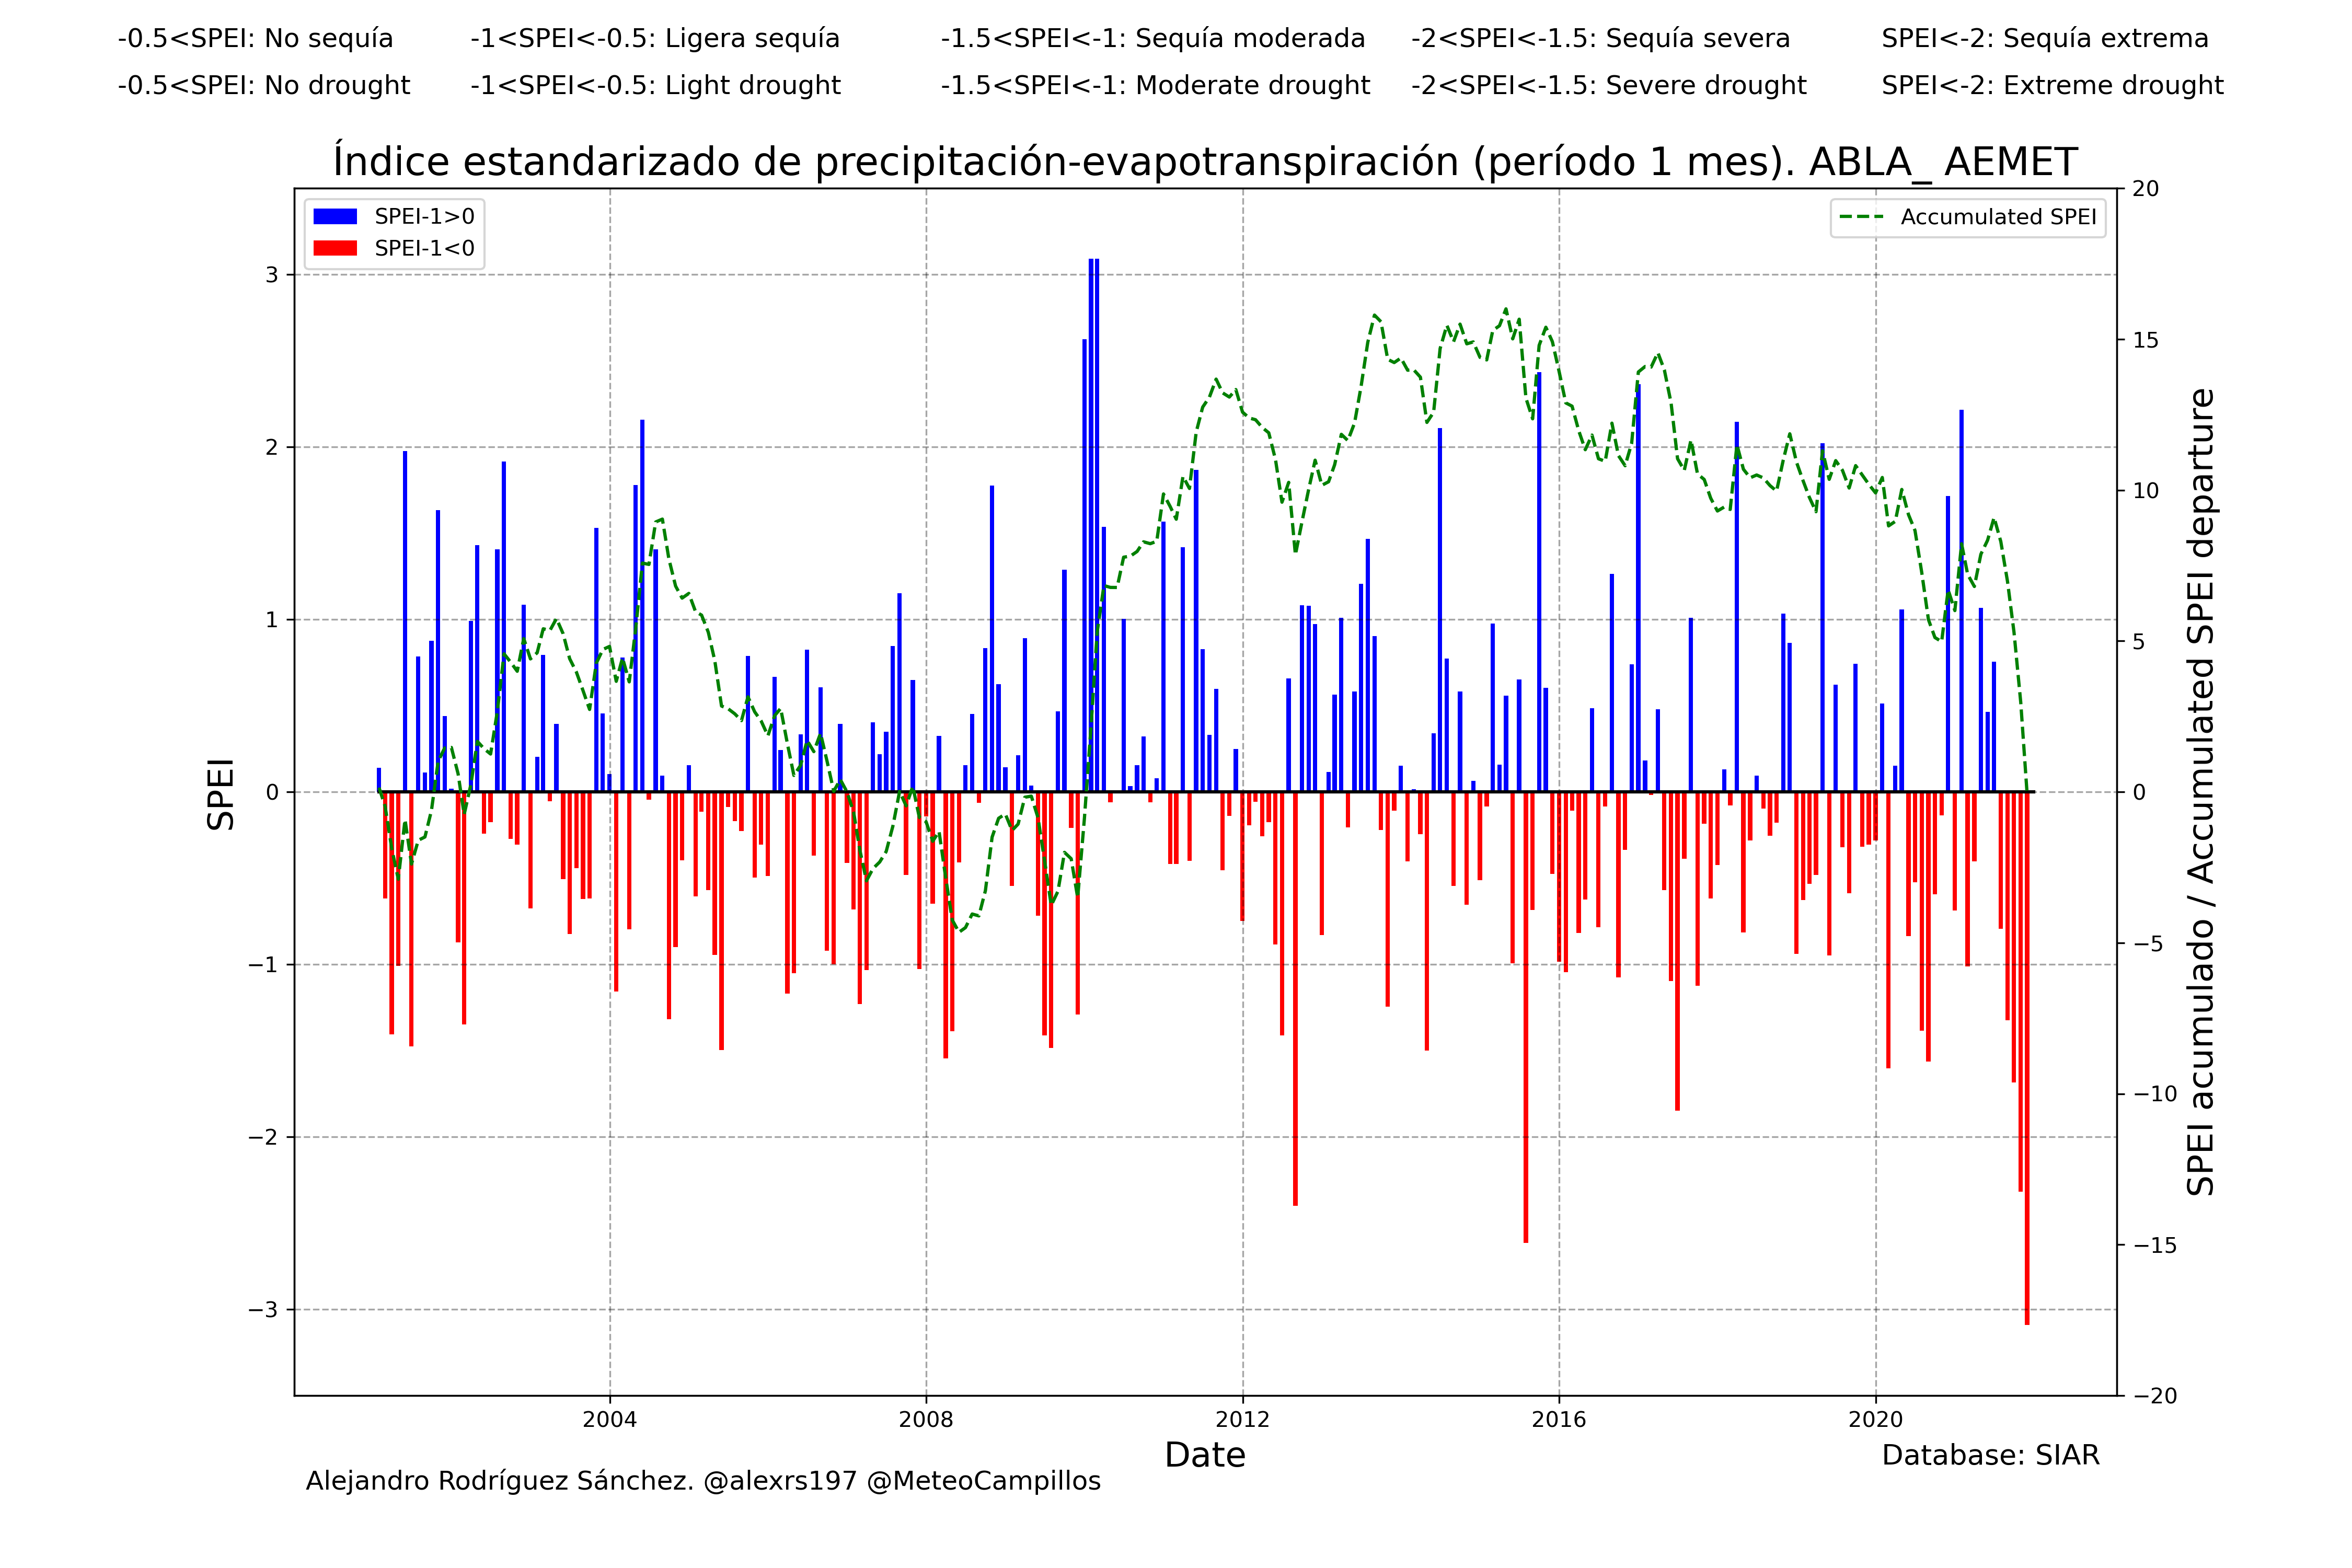 -0.5<SPEI: No sequía -1<SPEI<-0.5: Ligera sequía -1.5<SPEI<-1: Sequía moderada -2<SPEI<-1.5: Sequía severa SPEI<-2: Sequía extrema
-0.5<SPEI: No drought -1<SPEI<-0.5: Light drought -1.5<SPEI<-1: Moderate drought -2<SPEI<-1.5: Severe drought SPEI<-2: Extreme drought
Índice estandarizado de precipitación-evapotranspiración (período 1 mes). ABLA_ AEMET
SPEI-1>0
SPEI-1<0
Accumulated SPEI
SPEI
3
2
1
0
−1
−2
−3
20
15
10
5
0
−5
−10
−15
−20
SPEI acumulado / Accumulated SPEI departure
2004 2008 2012 2016 2020
Date
Database: SIAR
Alejandro Rodríguez Sánchez. @alexrs197 @MeteoCampillos